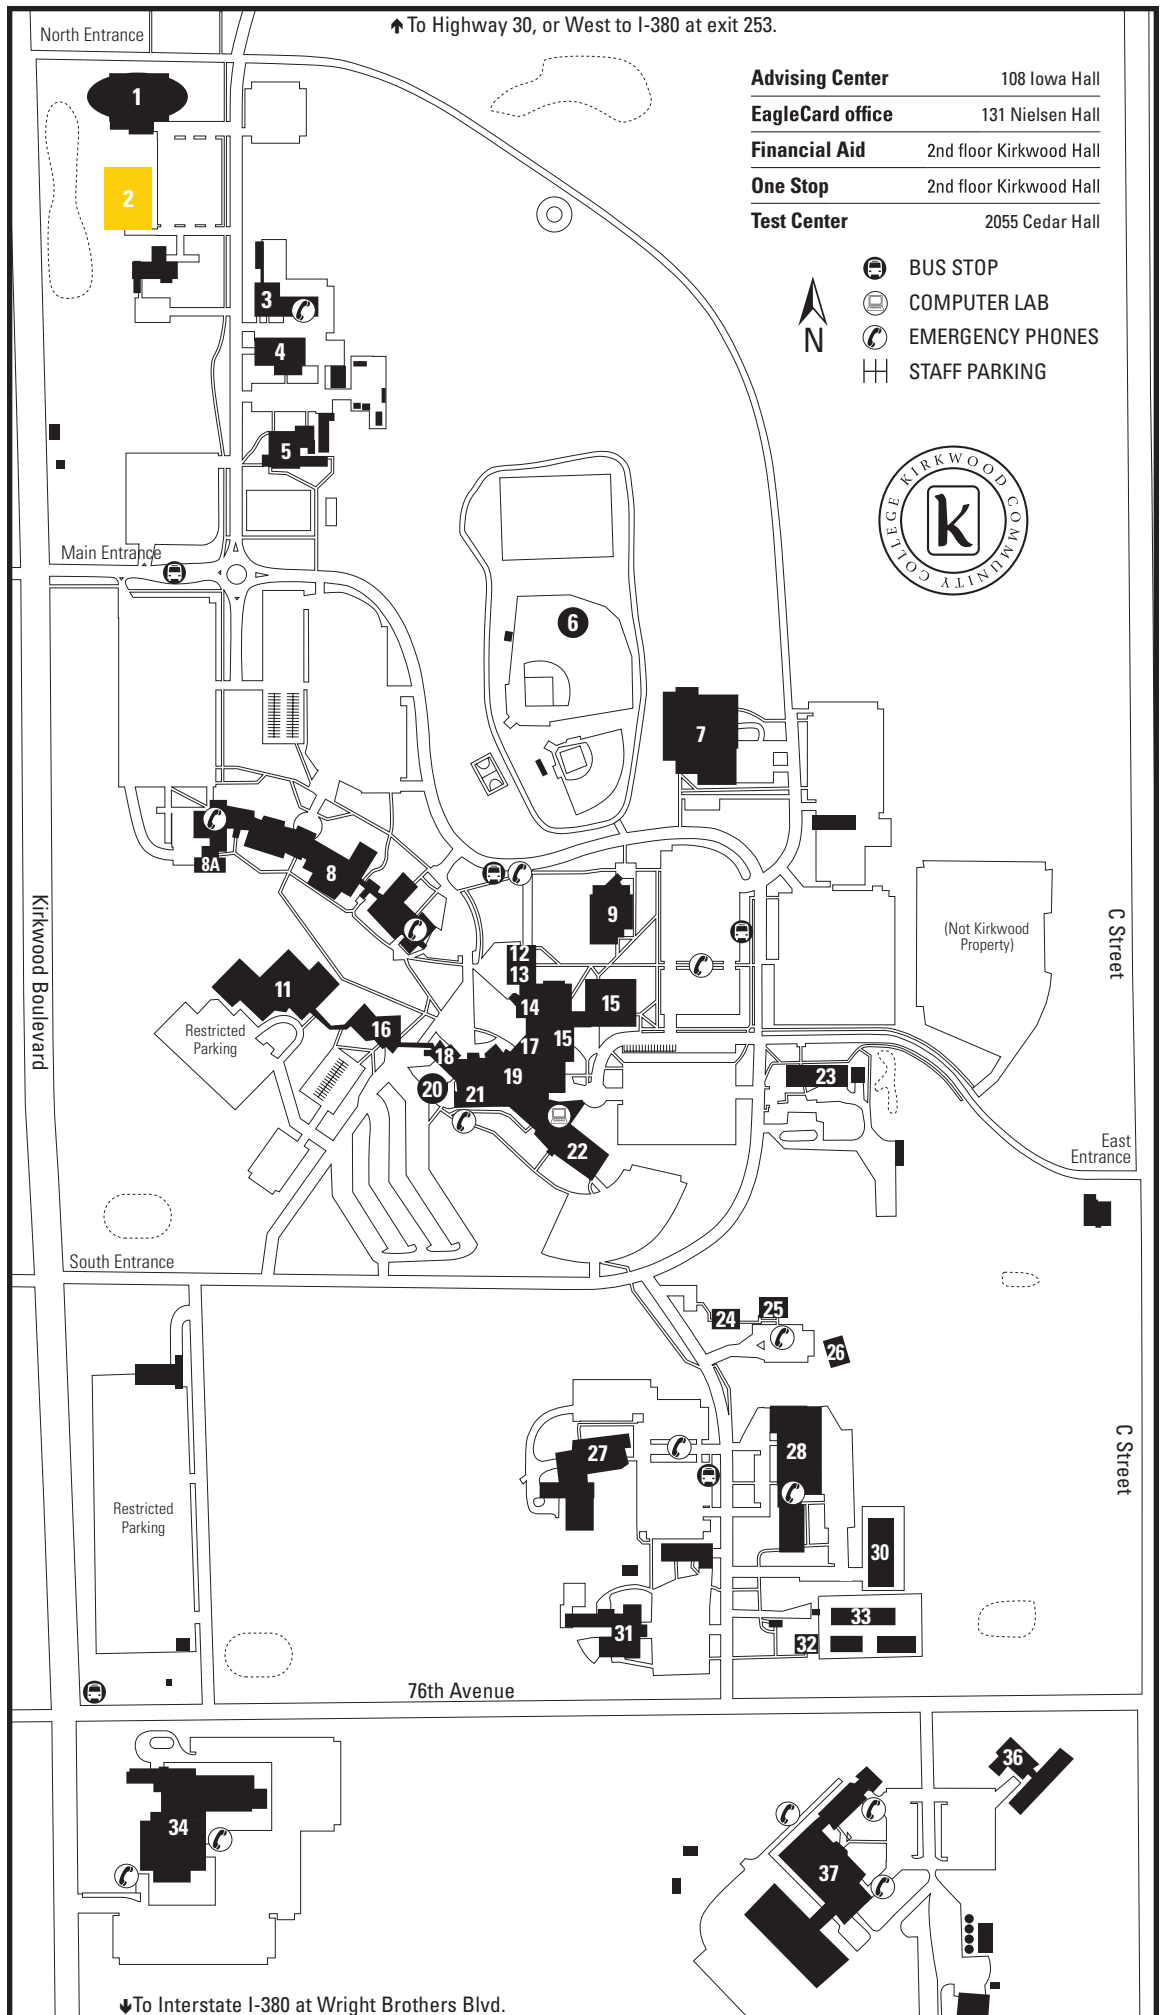 To Highway 30, or West to I-380 at exit 253.
North Entrance
Advising Center 108 Iowa Hall
EagleCard office 131 Nielsen Hall
Financial Aid 2nd floor Kirkwood Hall
One Stop 2nd floor Kirkwood Hall
Test Center 2055 Cedar Hall
BUS STOP
COMPUTER LAB
EMERGENCY PHONES
STAFF PARKING
N
KIRKWOOD COMMUNITY COLLEGE
k
1
2
3
4
5
Main Entrance
6
7
8
8A
9
(Not Kirkwood
Property)
C Street
Kirkwood Boulevard
12
13
11
14
15
15
16
17
18
19
20
21
22
23
Restricted
Parking
East
Entrance
South Entrance
24
25
26
27
28
C Street
Restricted
Parking
30
31
32
33
76th Avenue
34
36
37
To Interstate I-380 at Wright Brothers Blvd.